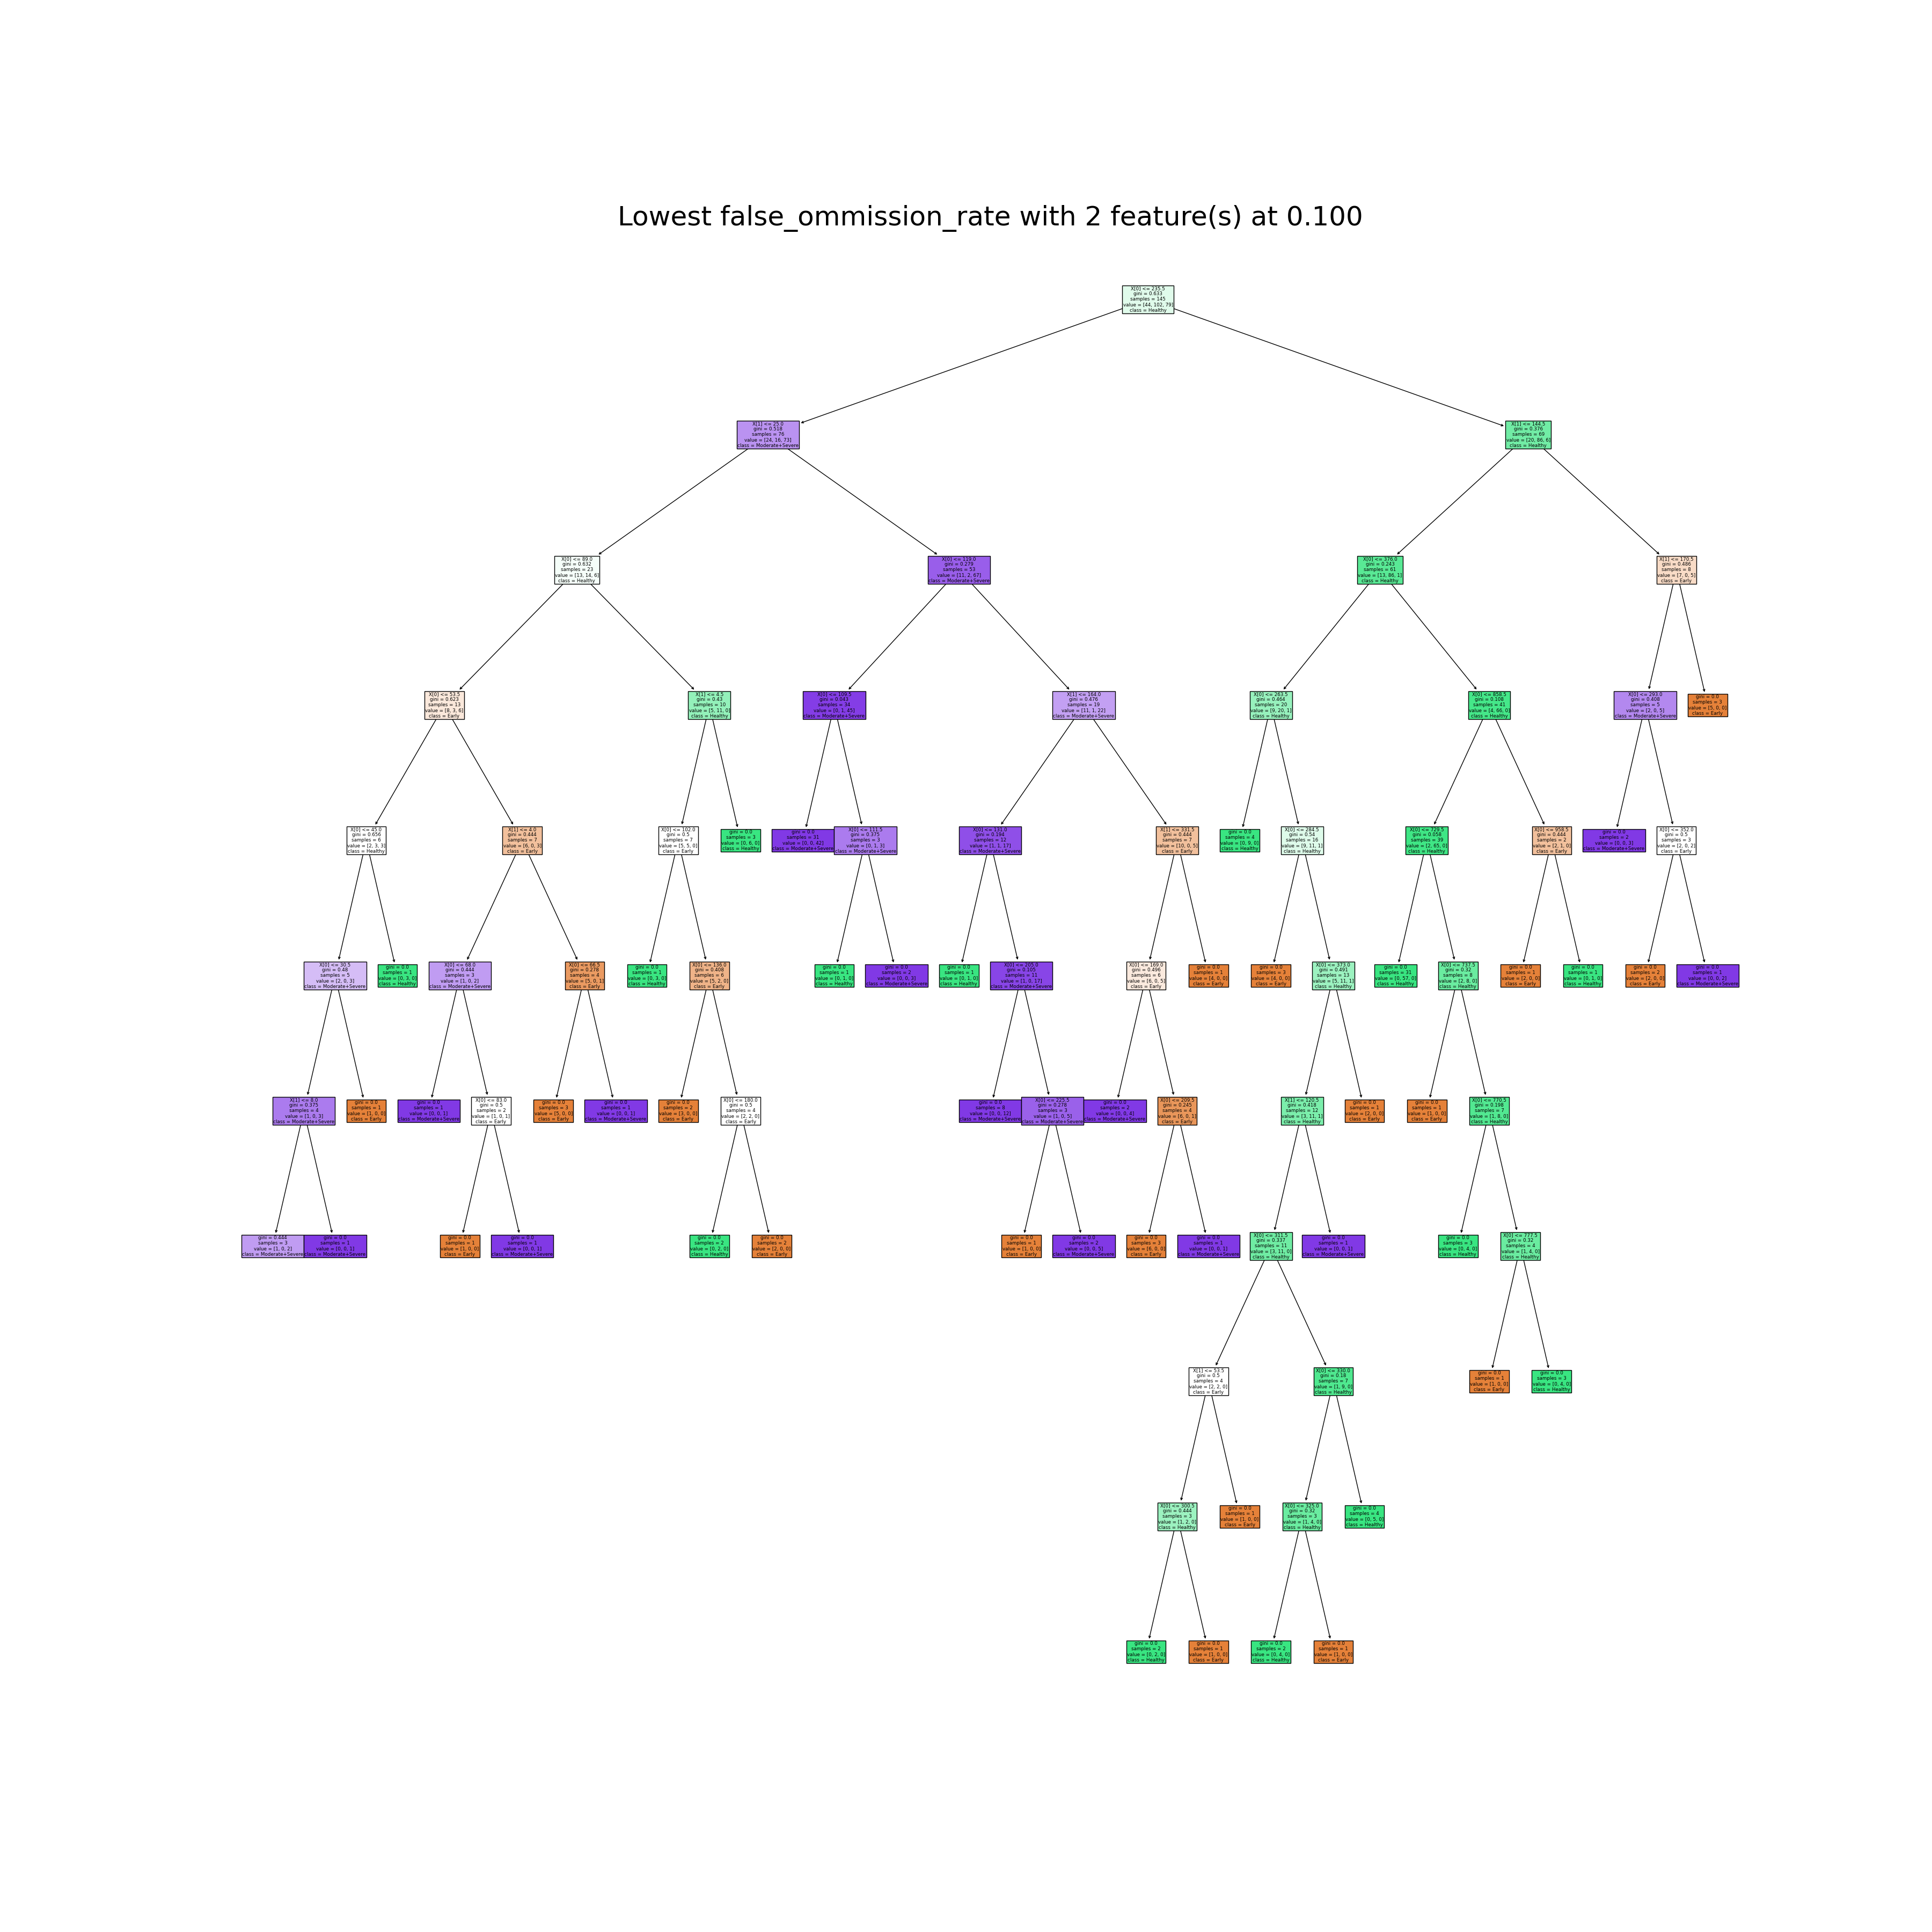 Lowest false_ommission_rate with 2 feature(s) at 0.100
X[0] <= 235.5
gini = 0.633
samples = 145
value = [44, 102, 79]
class = Healthy
X[1] <= 25.0
gini = 0.518
samples = 76
value = [24, 16, 73]
class = Moderate+Severe
X[1] <= 144.5
gini = 0.376
samples = 69
value = [20, 86, 6]
class = Healthy
X[0] <= 89.0
gini = 0.632
samples = 23
value = [13, 14, 6]
class = Healthy
X[0] <= 119.0
gini = 0.279
samples = 53
value = [11, 2, 67]
class = Moderate+Severe
X[0] <= 376.0
gini = 0.243
samples = 61
value = [13, 86, 1]
class = Healthy
X[1] <= 170.5
gini = 0.486
samples = 8
value = [7, 0, 5]
class = Early
X[0] <= 53.5
gini = 0.623
samples = 13
value = [8, 3, 6]
class = Early
X[1] <= 4.5
gini = 0.43
samples = 10
value = [5, 11, 0]
class = Healthy
X[0] <= 109.5
gini = 0.043
samples = 34
value = [0, 1, 45]
class = Moderate+Severe
X[1] <= 164.0
gini = 0.476
samples = 19
value = [11, 1, 22]
class = Moderate+Severe
X[0] <= 263.5
gini = 0.464
samples = 20
value = [9, 20, 1]
class = Healthy
X[0] <= 858.5
gini = 0.108
samples = 41
value = [4, 66, 0]
class = Healthy
X[0] <= 293.0
gini = 0.408
samples = 5
value = [2, 0, 5]
class = Moderate+Severe
gini = 0.0
samples = 3
value = [5, 0, 0]
class = Early
X[0] <= 45.0
gini = 0.656
samples = 6
value = [2, 3, 3]
class = Healthy
X[1] <= 4.0
gini = 0.444
samples = 7
value = [6, 0, 3]
class = Early
X[0] <= 102.0
gini = 0.5
samples = 7
value = [5, 5, 0]
class = Early
gini = 0.0
samples = 3
value = [0, 6, 0]
class = Healthy
gini = 0.0
samples = 31
value = [0, 0, 42]
class = Moderate+Severe
X[0] <= 111.5
gini = 0.375
samples = 3
value = [0, 1, 3]
class = Moderate+Severe
X[0] <= 131.0
gini = 0.194
samples = 12
value = [1, 1, 17]
class = Moderate+Severe
X[1] <= 331.5
gini = 0.444
samples = 7
value = [10, 0, 5]
class = Early
gini = 0.0
samples = 4
value = [0, 9, 0]
class = Healthy
X[0] <= 284.5
gini = 0.54
samples = 16
value = [9, 11, 1]
class = Healthy
X[0] <= 729.5
gini = 0.058
samples = 39
value = [2, 65, 0]
class = Healthy
X[0] <= 958.5
gini = 0.444
samples = 2
value = [2, 1, 0]
class = Early
gini = 0.0
samples = 2
value = [0, 0, 3]
class = Moderate+Severe
X[0] <= 352.0
gini = 0.5
samples = 3
value = [2, 0, 2]
class = Early
X[0] <= 30.5
gini = 0.48
samples = 5
value = [2, 0, 3]
class = Moderate+Severe
gini = 0.0
samples = 1
value = [0, 3, 0]
class = Healthy
X[0] <= 68.0
gini = 0.444
samples = 3
value = [1, 0, 2]
class = Moderate+Severe
X[0] <= 66.5
gini = 0.278
samples = 4
value = [5, 0, 1]
class = Early
gini = 0.0
samples = 1
value = [0, 3, 0]
class = Healthy
X[0] <= 136.0
gini = 0.408
samples = 6
value = [5, 2, 0]
class = Early
gini = 0.0
samples = 1
value = [0, 1, 0]
class = Healthy
gini = 0.0
samples = 2
value = [0, 0, 3]
class = Moderate+Severe
gini = 0.0
samples = 1
value = [0, 1, 0]
class = Healthy
X[0] <= 205.0
gini = 0.105
samples = 11
value = [1, 0, 17]
class = Moderate+Severe
X[0] <= 169.0
gini = 0.496
samples = 6
value = [6, 0, 5]
class = Early
gini = 0.0
samples = 1
value = [4, 0, 0]
class = Early
gini = 0.0
samples = 3
value = [4, 0, 0]
class = Early
X[0] <= 373.0
gini = 0.491
samples = 13
value = [5, 11, 1]
class = Healthy
gini = 0.0
samples = 31
value = [0, 57, 0]
class = Healthy
X[0] <= 737.5
gini = 0.32
samples = 8
value = [2, 8, 0]
class = Healthy
gini = 0.0
samples = 1
value = [2, 0, 0]
class = Early
gini = 0.0
samples = 1
value = [0, 1, 0]
class = Healthy
gini = 0.0
samples = 2
value = [2, 0, 0]
class = Early
gini = 0.0
samples = 1
value = [0, 0, 2]
class = Moderate+Severe
X[1] <= 8.0
gini = 0.375
samples = 4
value = [1, 0, 3]
class = Moderate+Severe
gini = 0.0
samples = 1
value = [1, 0, 0]
class = Early
gini = 0.0
samples = 1
value = [0, 0, 1]
class = Moderate+Severe
X[0] <= 83.0
gini = 0.5
samples = 2
value = [1, 0, 1]
class = Early
gini = 0.0
samples = 3
value = [5, 0, 0]
class = Early
gini = 0.0
samples = 1
value = [0, 0, 1]
class = Moderate+Severe
gini = 0.0
samples = 2
value = [3, 0, 0]
class = Early
X[0] <= 180.0
gini = 0.5
samples = 4
value = [2, 2, 0]
class = Early
gini = 0.0
samples = 8
value = [0, 0, 12]
class = Moderate+Severe
X[0] <= 225.5
gini = 0.278
samples = 3
value = [1, 0, 5]
class = Moderate+Severe
gini = 0.0
samples = 2
value = [0, 0, 4]
class = Moderate+Severe
X[0] <= 209.5
gini = 0.245
samples = 4
value = [6, 0, 1]
class = Early
X[1] <= 120.5
gini = 0.418
samples = 12
value = [3, 11, 1]
class = Healthy
gini = 0.0
samples = 1
value = [2, 0, 0]
class = Early
gini = 0.0
samples = 1
value = [1, 0, 0]
class = Early
X[0] <= 770.5
gini = 0.198
samples = 7
value = [1, 8, 0]
class = Healthy
gini = 0.444
samples = 3
value = [1, 0, 2]
class = Moderate+Severe
gini = 0.0
samples = 1
value = [0, 0, 1]
class = Moderate+Severe
gini = 0.0
samples = 1
value = [1, 0, 0]
class = Early
gini = 0.0
samples = 1
value = [0, 0, 1]
class = Moderate+Severe
gini = 0.0
samples = 2
value = [0, 2, 0]
class = Healthy
gini = 0.0
samples = 2
value = [2, 0, 0]
class = Early
gini = 0.0
samples = 1
value = [1, 0, 0]
class = Early
gini = 0.0
samples = 2
value = [0, 0, 5]
class = Moderate+Severe
gini = 0.0
samples = 3
value = [6, 0, 0]
class = Early
gini = 0.0
samples = 1
value = [0, 0, 1]
class = Moderate+Severe
X[0] <= 311.5
gini = 0.337
samples = 11
value = [3, 11, 0]
class = Healthy
gini = 0.0
samples = 1
value = [0, 0, 1]
class = Moderate+Severe
gini = 0.0
samples = 3
value = [0, 4, 0]
class = Healthy
X[0] <= 777.5
gini = 0.32
samples = 4
value = [1, 4, 0]
class = Healthy
X[1] <= 53.5
gini = 0.5
samples = 4
value = [2, 2, 0]
class = Early
X[0] <= 330.0
gini = 0.18
samples = 7
value = [1, 9, 0]
class = Healthy
gini = 0.0
samples = 1
value = [1, 0, 0]
class = Early
gini = 0.0
samples = 3
value = [0, 4, 0]
class = Healthy
X[0] <= 300.5
gini = 0.444
samples = 3
value = [1, 2, 0]
class = Healthy
gini = 0.0
samples = 1
value = [1, 0, 0]
class = Early
X[0] <= 325.0
gini = 0.32
samples = 3
value = [1, 4, 0]
class = Healthy
gini = 0.0
samples = 4
value = [0, 5, 0]
class = Healthy
gini = 0.0
samples = 2
value = [0, 2, 0]
class = Healthy
gini = 0.0
samples = 1
value = [1, 0, 0]
class = Early
gini = 0.0
samples = 2
value = [0, 4, 0]
class = Healthy
gini = 0.0
samples = 1
value = [1, 0, 0]
class = Early